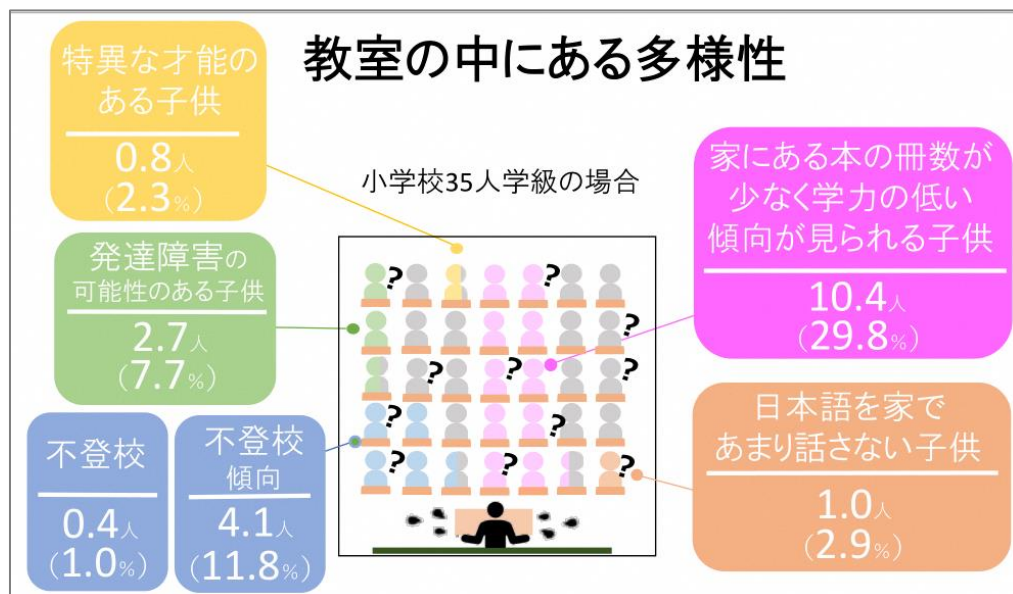 教室の中にある多様性
特異な才能の
ある子供
0.8人
(2.3%)
小学校35人学級の場合
発達障害の
可能性のある子供
2.7人
(7.7%)
不登校
0.4人
(1.0%)
不登校
傾向
4.1人
(11.8%)
家にある本の冊数が
少なく学力の低い
傾向が見られる子供
10.4人
(29.8%)
日本語を家で
あまり話さない子供
1.0人
(2.9%)
? ?
?
? ? ?
? ?
? ? ?